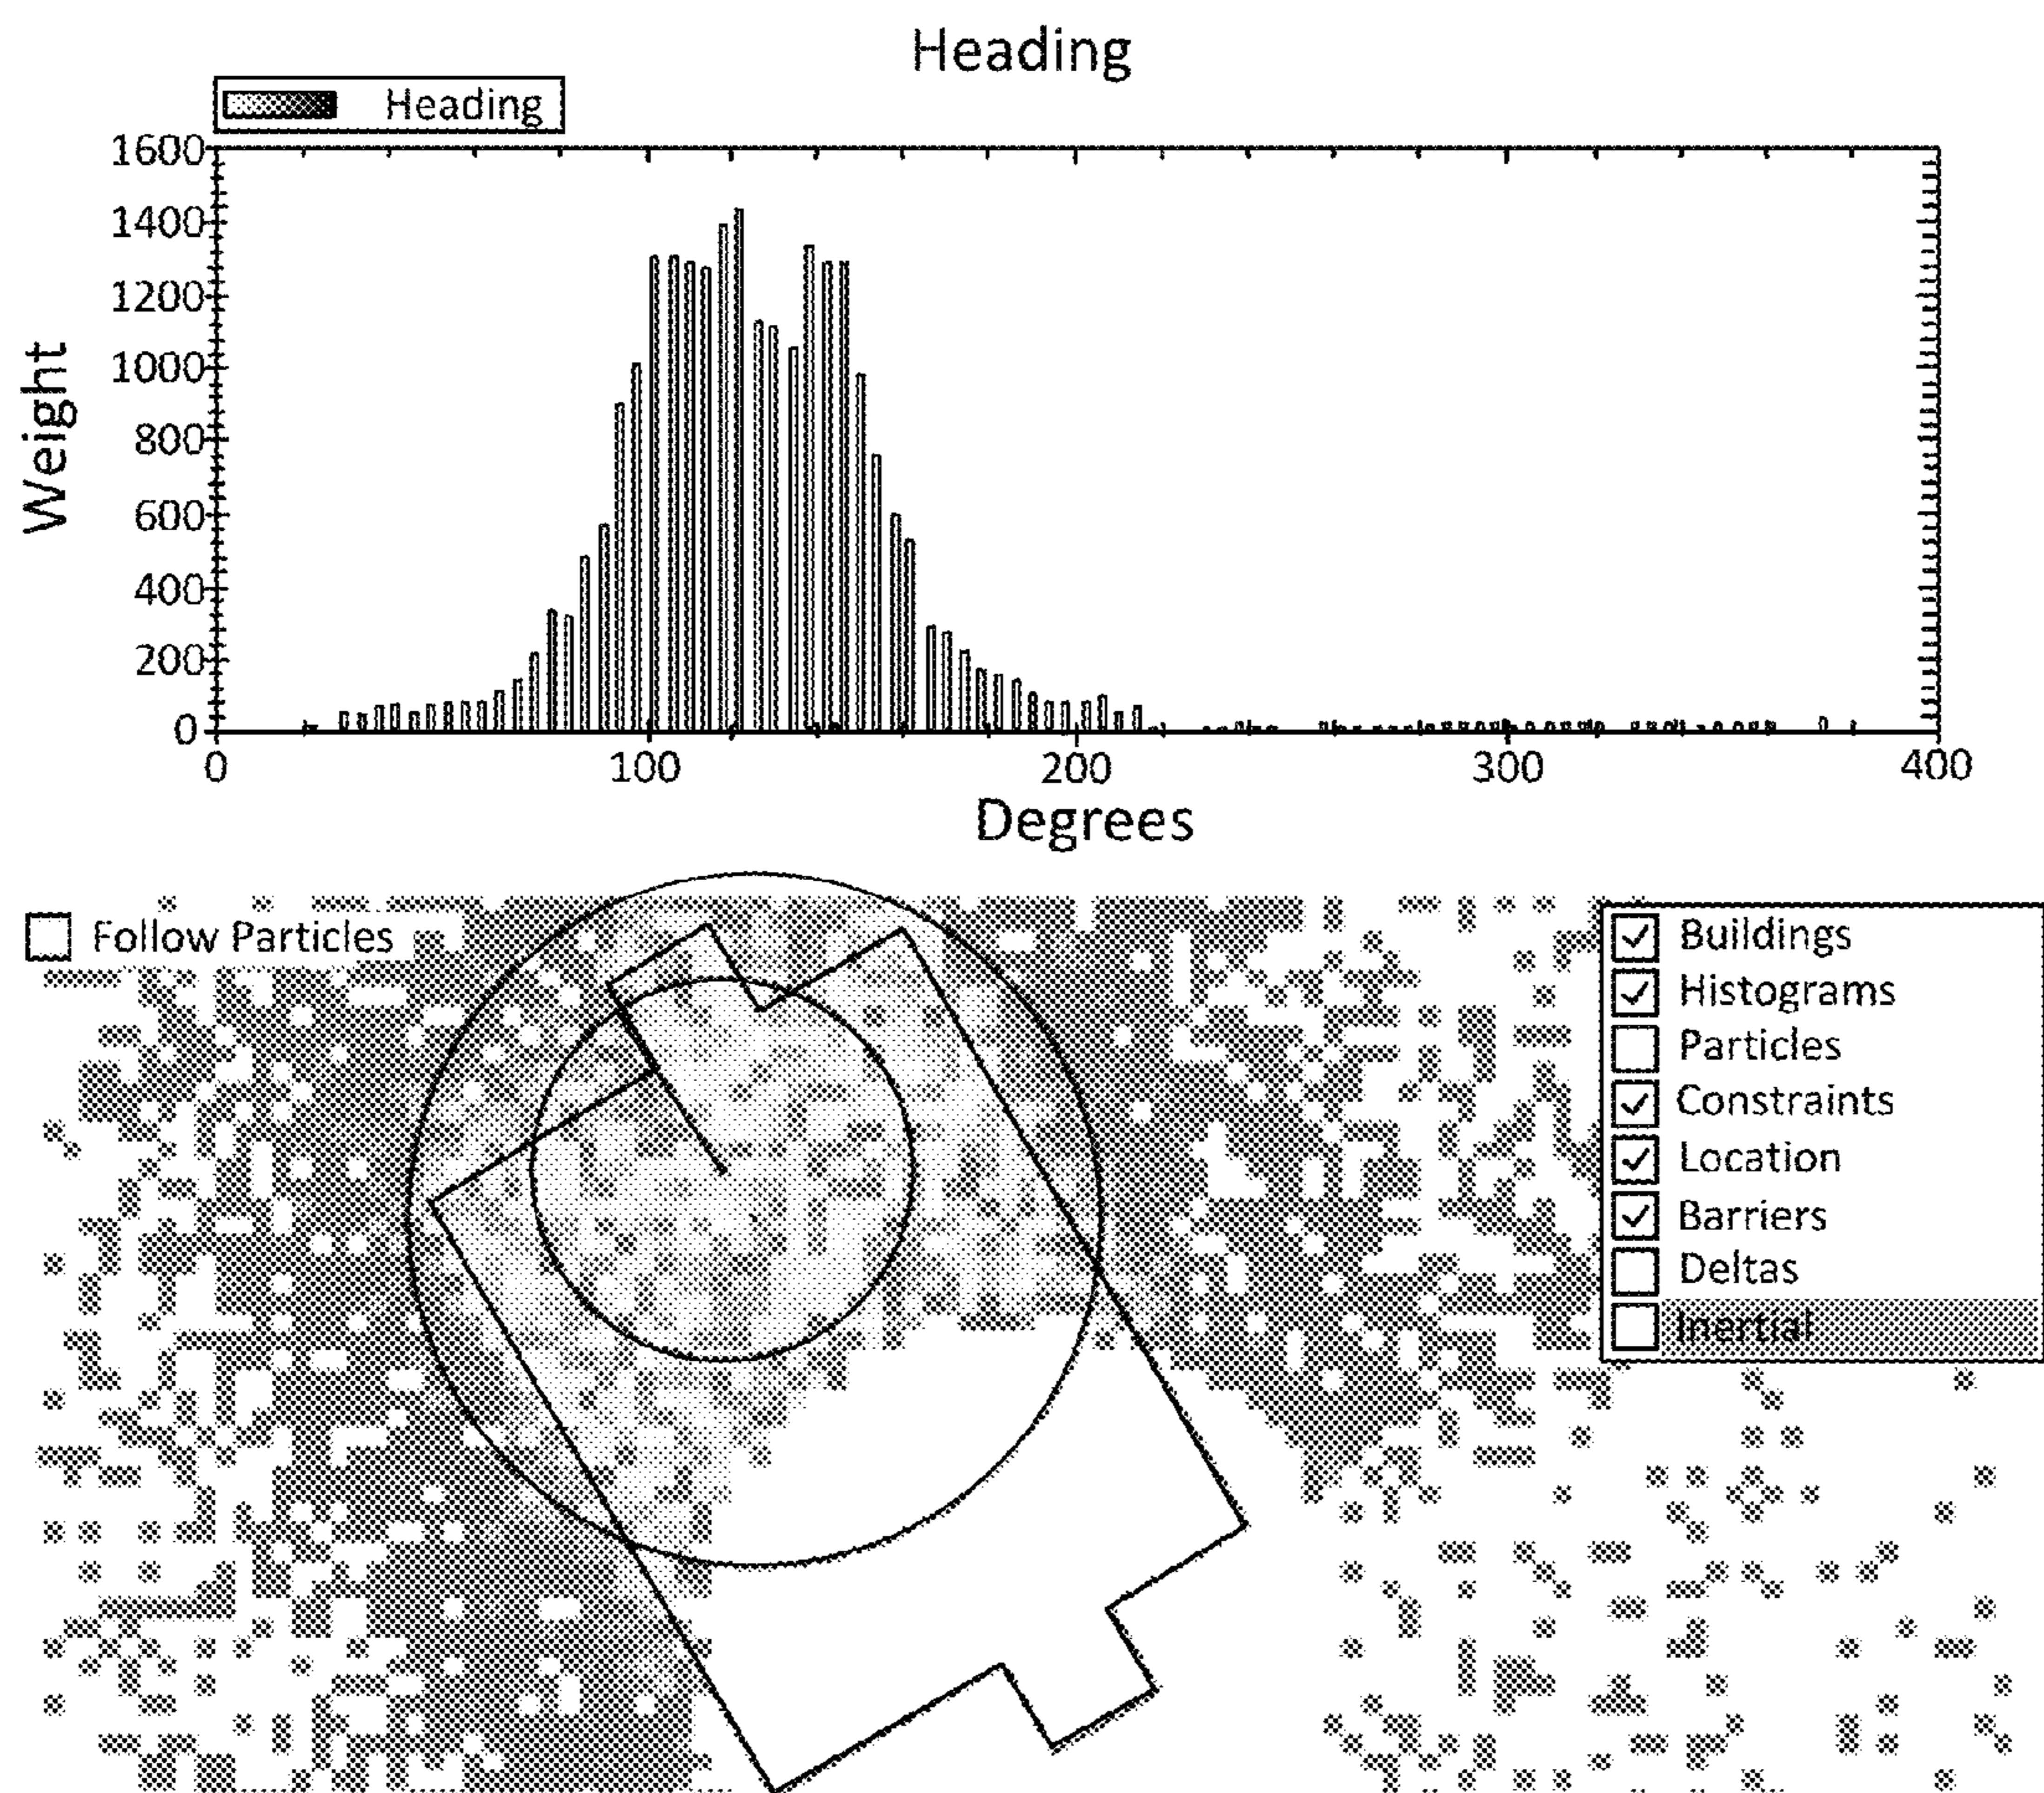 Heading
Heading
1600
1400
1200
1000
800
600
400
200
0
Weight
0 100 200 300 400
Degrees
Follow Particles
Buildings
Histograms
Particles
Constraints
Location
Barriers
Deltas
Inertial